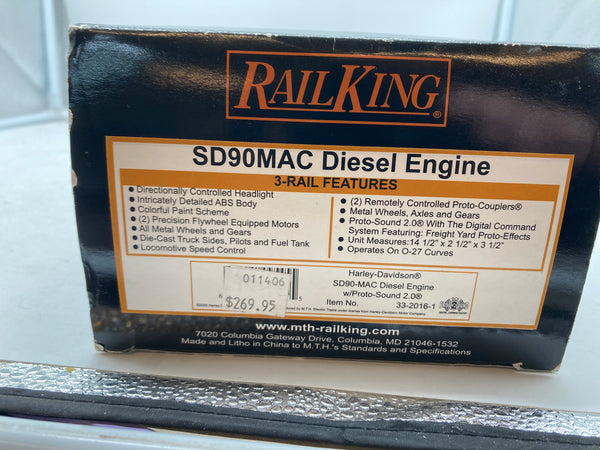 RAILKING®
SD90MAC Diesel Engine
3-RAIL FEATURES
• Directionally Controlled Headlight
• Intricately Detailed ABS Body
• Colorful Paint Scheme
• (2) Precision Flywheel Equipped Motors
• All Metal Wheels and Gears
• Die-Cast Truck Sides, Pilots and Fuel Tank
• Locomotive Speed Control
• (2) Remotely Controlled Proto-Couplers®
• Metal Wheels, Axles and Gears
• Proto-Sound 2.0® With The Digital Command
System Featuring: Freight Yard Proto-Effects
• Unit Measures: 14 1/2" x 2 1/2" x 3 1/2"
• Operates On O-27 Curves
011406
$269.95
Harley-Davidson®
SD90-MAC Diesel Engine
w/Proto-Sound 2.0®
Item No. 33-2016-1
www.mth-railking.com
7020 Columbia Gateway Drive, Columbia, MD 21046-1532
Made and Litho in China to M.T.H.'s Standards and Specifications